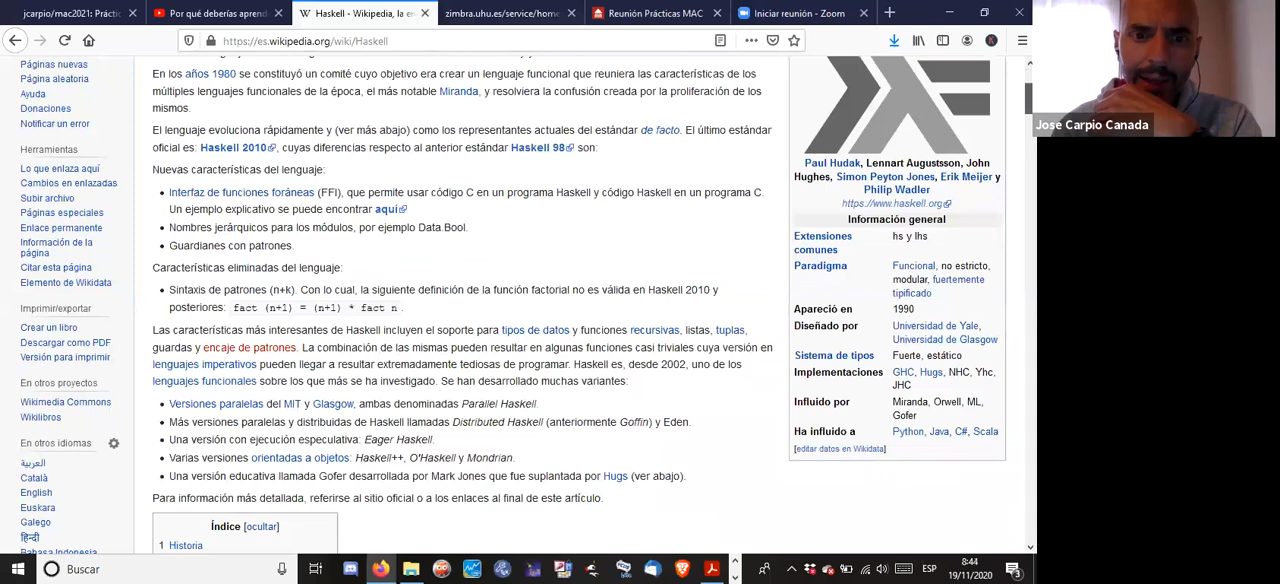 jcarpio/mac2021: Práctic
Por qué deberías aprend
Haskell - Wikipedia, la en
zimbra.uhu.es/service/home
Reunión Prácticas MAC
Iniciar reunión - Zoom
https://es.wikipedia.org/wiki/Haskell
Páginas nuevas
Página aleatoria
Ayuda
Donaciones
Notificar un error
Herramientas
Lo que enlaza aquí
Cambios en enlazadas
Subir archivo
Páginas especiales
Enlace permanente
Información de la
página
Citar esta página
Elemento de Wikidata
Imprimir/exportar
Crear un libro
Descargar como PDF
Versión para imprimir
En otros proyectos
Wikimedia Commons
Wikilibros
En otros idiomas
العربية
Català
English
Euskara
Galego
हिन्दी
Bahasa Indonesia
En los años 1980 se constituyó un comité cuyo objetivo era crear un lenguaje funcional que reuniera las características de los
múltiples lenguajes funcionales de la época, el más notable Miranda, y resolviera la confusión creada por la proliferación de los
mismos.
El lenguaje evoluciona rápidamente y (ver más abajo) como los representantes actuales del estándar de facto. El último estándar
oficial es: Haskell 2010, cuyas diferencias respecto al anterior estándar Haskell 98 son:
Nuevas características del lenguaje:
• Interfaz de funciones foráneas (FFI), que permite usar código C en un programa Haskell y código Haskell en un programa C.
Un ejemplo explicativo se puede encontrar aquí
• Nombres jerárquicos para los módulos, por ejemplo Data.Bool.
• Guardianes con patrones.
Características eliminadas del lenguaje:
• Sintaxis de patrones (n+k). Con lo cual, la siguiente definición de la función factorial no es válida en Haskell 2010 y
posteriores: fact (n+1) = (n+1) * fact n .
Las características más interesantes de Haskell incluyen el soporte para tipos de datos y funciones recursivas, listas, tuplas,
guardas y encaje de patrones. La combinación de las mismas pueden resultar en algunas funciones casi triviales cuya versión en
lenguajes imperativos pueden llegar a resultar extremadamente tediosas de programar. Haskell es, desde 2002, uno de los
lenguajes funcionales sobre los que más se ha investigado. Se han desarrollado muchas variantes:
• Versiones paralelas del MIT y Glasgow, ambas denominadas Parallel Haskell.
• Más versiones paralelas y distribuidas de Haskell llamadas Distributed Haskell (anteriormente Goffin) y Eden.
• Una versión con ejecución especulativa: Eager Haskell.
• Varias versiones orientadas a objetos: Haskell++, O'Haskell y Mondrian.
• Una versión educativa llamada Gofer desarrollada por Mark Jones que fue suplantada por Hugs (ver abajo).
Para información más detallada, referirse al sitio oficial o a los enlaces al final de este artículo.
Índice [ocultar]
1 Historia
Paul Hudak, Lennart Augustsson, John
Hughes, Simon Peyton Jones, Erik Meijer y
Philip Wadler
https://www.haskell.org
Información general
Extensiones comunes hs y lhs
Paradigma Funcional, no estricto,
modular, fuertemente
tipificado
Apareció en 1990
Diseñado por Universidad de Yale,
Universidad de Glasgow
Sistema de tipos Fuerte, estático
Implementaciones GHC, Hugs, NHC, Yhc,
JHC
Influido por Miranda, Orwell, ML,
Gofer
Ha influido a Python, Java, C#, Scala
[editar datos en Wikidata]
Jose Carpio Canada
Buscar
ESP
8:44
19/11/2020
3